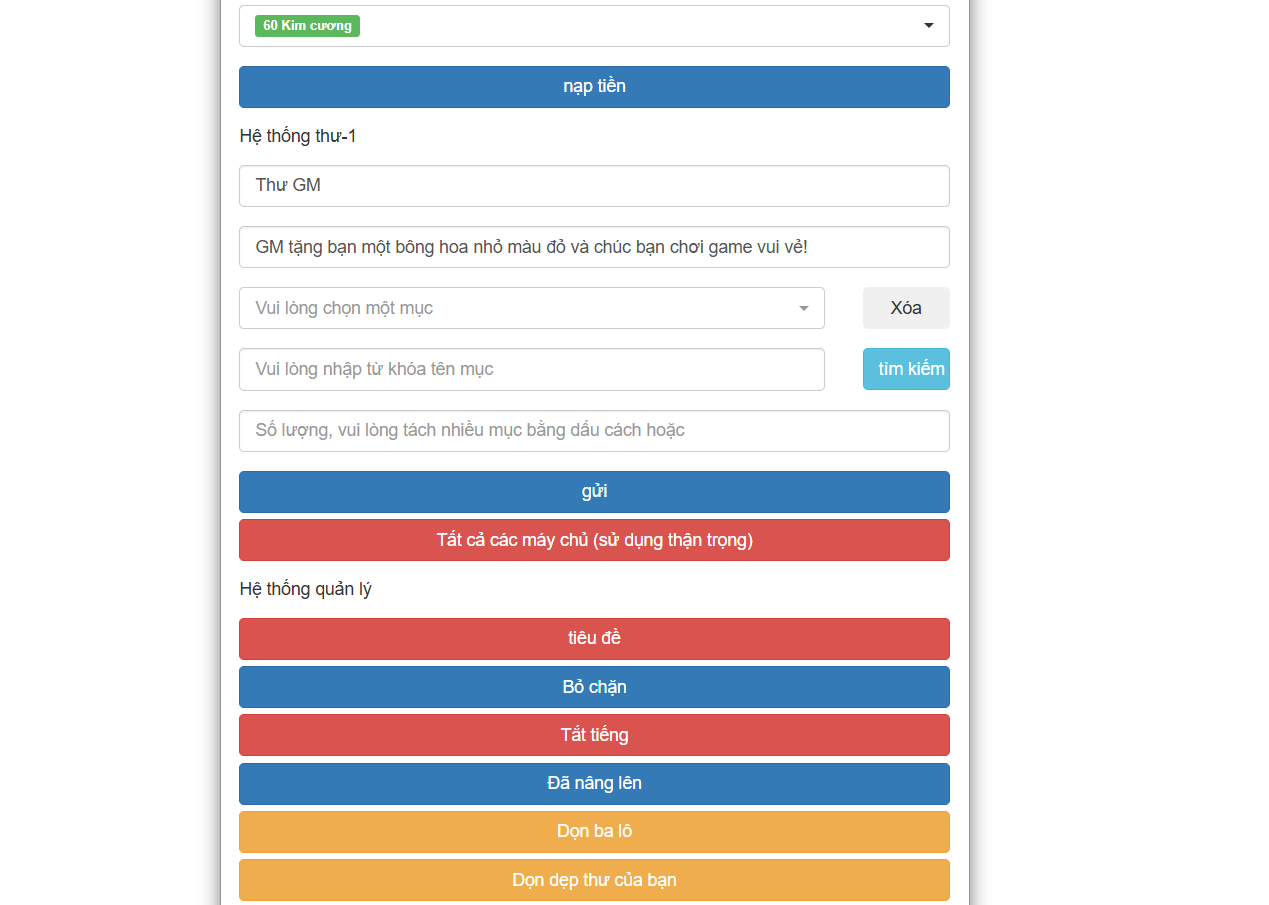 60 Kim cương
nạp tiền
Hệ thống thư-1
Thư GM
GM tặng bạn một bông hoa nhỏ màu đỏ và chúc bạn chơi game vui vẻ!
Vui lòng chọn một mục
Xóa
Vui lòng nhập từ khóa tên mục
tìm kiếm
Số lượng, vui lòng tách nhiều mục bằng dấu cách hoặc
gửi
Tất cả các máy chủ (sử dụng thận trọng)
Hệ thống quản lý
tiêu đề
Bỏ chặn
Tắt tiếng
Đã nâng lên
Dọn ba lô
Dọn dẹp thư của bạn